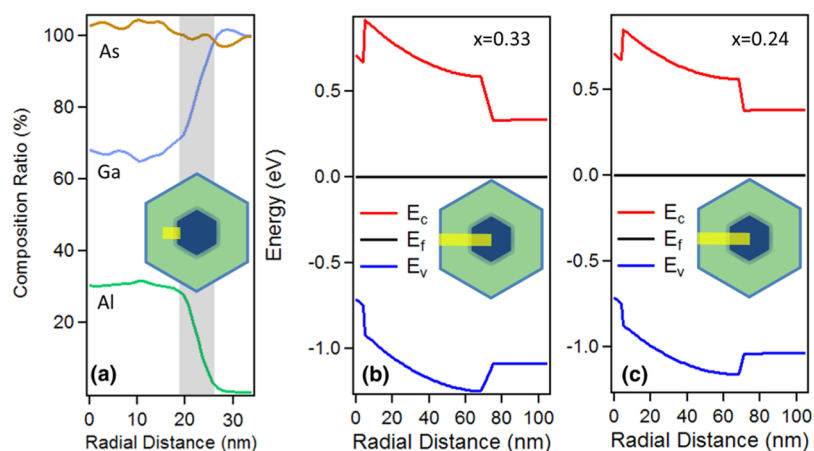 100
80
60
40
20
Composition Ratio (%)
As
Ga
Al
(a)
0 10 20 30
Radial Distance (nm)
0.5
0.0
-0.5
-1.0
Energy (eV)
x=0.33
Ec
Ef
Ev
(b)
0 20 40 60 80 100
Radial Distance (nm)
0.5
0.0
-0.5
-1.0
x=0.24
Ec
Ef
Ev
(c)
0 20 40 60 80 100
Radial Distance (nm)